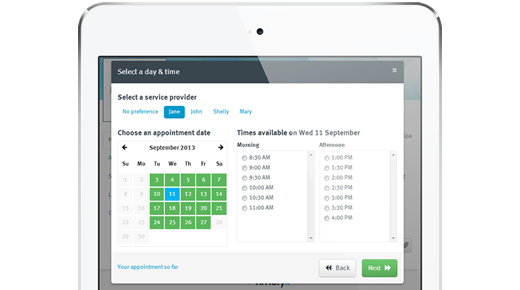 Select a day & time
×
Select a service provider
No preference Jane John Shelly Mary
Choose an appointment date
September 2013
Su Mo Tu We Th Fr Sa
1 2 3 4 5 6 7
8 9 10 11 12 13 14
15 16 17 18 19 20 21
22 23 24 25 26 27 28
29 30
Times available on Wed 11 September
Morning
8:30 AM
9:00 AM
9:30 AM
10:00 AM
10:30 AM
11:00 AM
Afternoon
1:00 PM
1:30 PM
2:00 PM
2:30 PM
3:00 PM
3:30 PM
4:00 PM
Your appointment so far
Back
Next